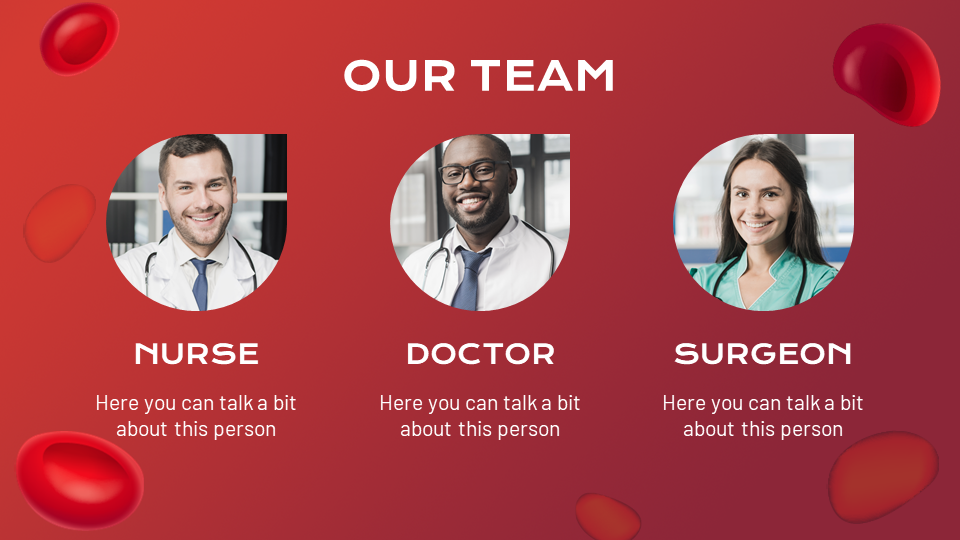 OUR TEAM
NURSE
DOCTOR
SURGEON
Here you can talk a bit
about this person
Here you can talk a bit
about this person
Here you can talk a bit
about this person